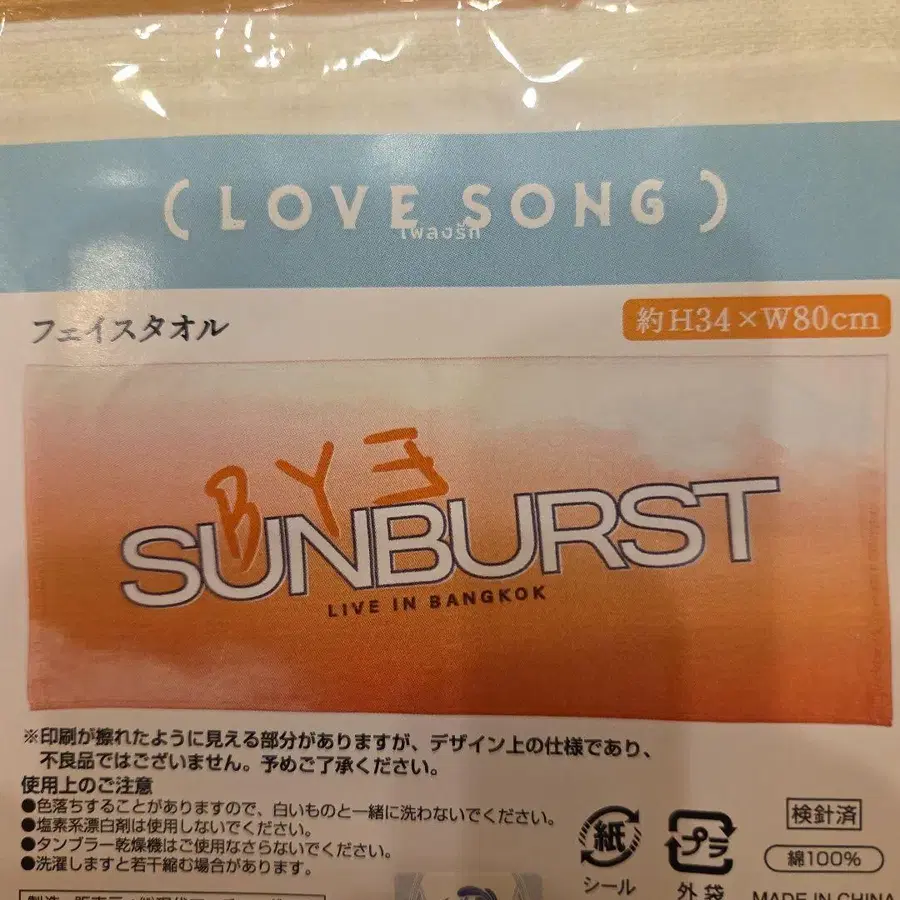 ( LOVE SONG )
เพลงรัก
フェイスタオル
約H34×W80cm
BYE
SUNBURST
LIVE IN BANGKOK
※印刷が擦れたように見える部分がありますが、デザイン上の仕様であり、
不良品ではございません。予めご了承ください。
使用上のご注意
●色落ちすることがありますので、白いものと一緒に洗わないでください。
●塩素系漂白剤は使用しないでください。
●タンブラー乾燥機はご使用なさらないでください。
●洗濯しますと若干縮む場合があります。
紙
シール
プラ
外袋
検針済
綿100%
MADE IN CHINA